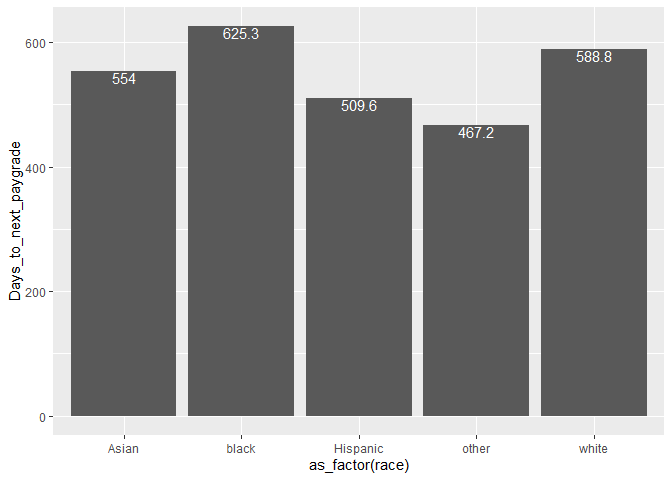 Days_to_next_paygrade
600
400
200
0
554
625.3
509.6
467.2
588.8
Asian
black
Hispanic
other
white
as_factor(race)